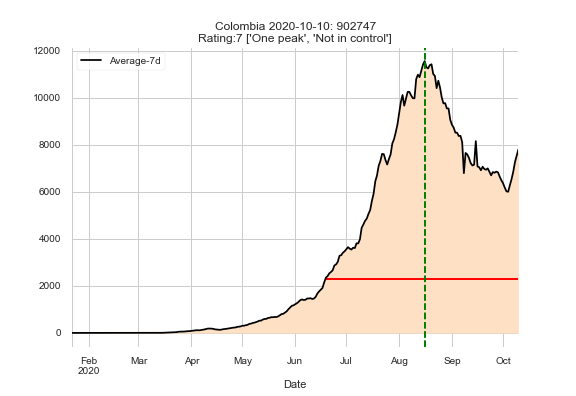 Colombia 2020-10-10: 902747
Rating:7 ['One peak', 'Not in control']
Average-7d
12000
10000
8000
6000
4000
2000
0
Feb Mar Apr May Jun Jul Aug Sep Oct
2020
Date